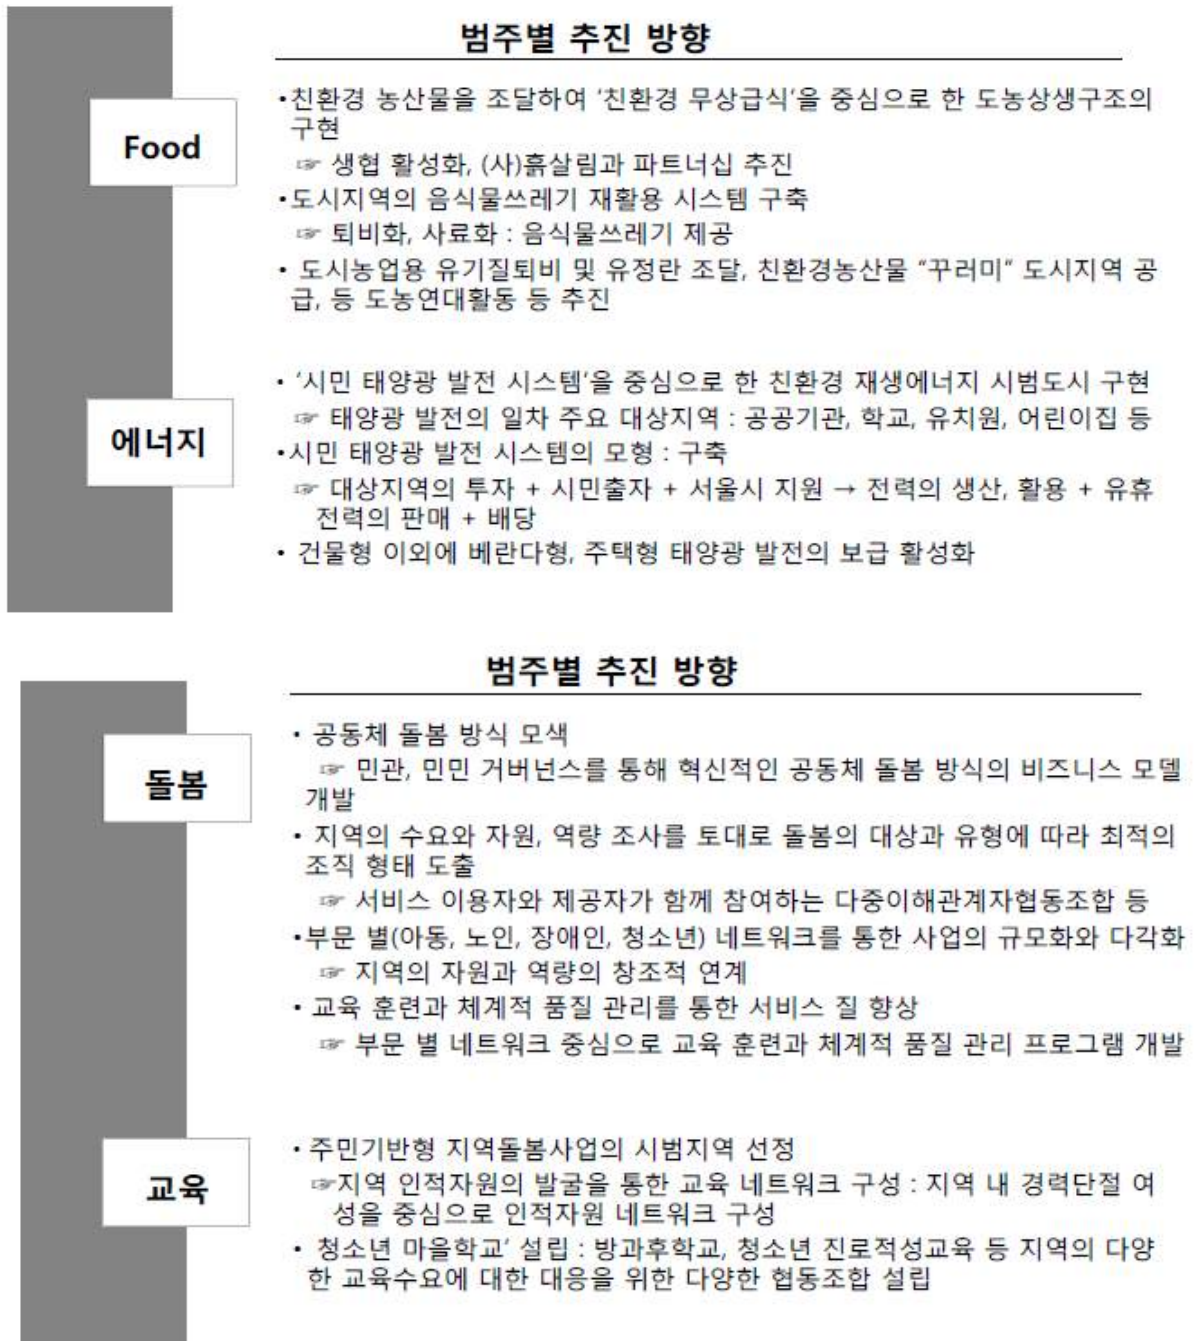 범주별 추진 방향
Food
•친환경 농산물을 조달하여 ‘친환경 무상급식’을 중심으로 한 도농상생구조의
구현
☞ 생협 활성화, (사)흙살림과 파트너십 추진
•도시지역의 음식물쓰레기 재활용 시스템 구축
☞ 퇴비화, 사료화 : 음식물쓰레기 제공
• 도시농업용 유기질퇴비 및 유정란 조달, 친환경농산물 “꾸러미” 도시지역 공
급, 등 도농연대활동 등 추진
에너지
• ‘시민 태양광 발전 시스템’을 중심으로 한 친환경 재생에너지 시범도시 구현
☞ 태양광 발전의 일차 주요 대상지역 : 공공기관, 학교, 유치원, 어린이집 등
•시민 태양광 발전 시스템의 모형 : 구축
☞ 대상지역의 투자 + 시민출자 + 서울시 지원 → 전력의 생산, 활용 + 유휴
전력의 판매 + 배당
• 건물형 이외에 베란다형, 주택형 태양광 발전의 보급 활성화
범주별 추진 방향
돌봄
• 공동체 돌봄 방식 모색
☞ 민관, 민민 거버넌스를 통해 혁신적인 공동체 돌봄 방식의 비즈니스 모델
개발
• 지역의 수요와 자원, 역량 조사를 토대로 돌봄의 대상과 유형에 따라 최적의
조직 형태 도출
☞ 서비스 이용자와 제공자가 함께 참여하는 다중이해관계자협동조합 등
•부문 별(아동, 노인, 장애인, 청소년) 네트워크를 통한 사업의 규모화와 다각화
☞ 지역의 자원과 역량의 창조적 연계
• 교육 훈련과 체계적 품질 관리를 통한 서비스 질 향상
☞ 부문 별 네트워크 중심으로 교육 훈련과 체계적 품질 관리 프로그램 개발
교육
• 주민기반형 지역돌봄사업의 시범지역 선정
☞지역 인적자원의 발굴을 통한 교육 네트워크 구성 : 지역 내 경력단절 여
성을 중심으로 인적자원 네트워크 구성
• 청소년 마을학교’ 설립 : 방과후학교, 청소년 진로적성교육 등 지역의 다양
한 교육수요에 대한 대응을 위한 다양한 협동조합 설립